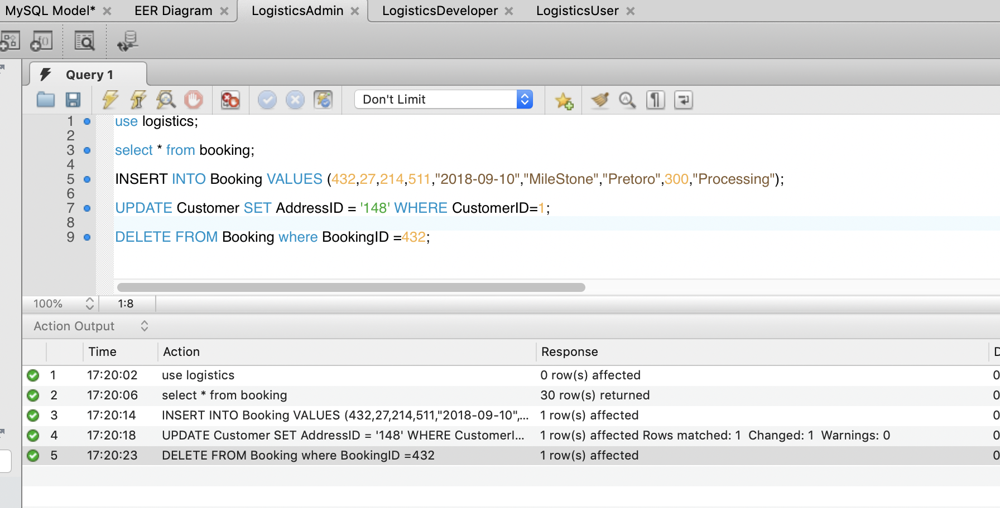 MySQL Model* EER Diagram LogisticsAdmin LogisticsDeveloper LogisticsUser
Query 1
Don't Limit
1 use logistics;
2
3 select * from booking;
4
5 INSERT INTO Booking VALUES (432,27,214,511,"2018-09-10","MileStone","Pretoro",300,"Processing");
6
7 UPDATE Customer SET AddressID = '148' WHERE CustomerID=1;
8
9 DELETE FROM Booking where BookingID =432;
100% 1:8
Action Output
Time Action Response D
1 17:20:02 use logistics 0 row(s) affected 0
2 17:20:06 select * from booking 30 row(s) returned 0
3 17:20:14 INSERT INTO Booking VALUES (432,27,214,511,"2018-09-10",... 1 row(s) affected 0
4 17:20:18 UPDATE Customer SET AddressID = '148' WHERE CustomerI... 1 row(s) affected Rows matched: 1 Changed: 1 Warnings: 0 0
5 17:20:23 DELETE FROM Booking where BookingID =432 1 row(s) affected 0